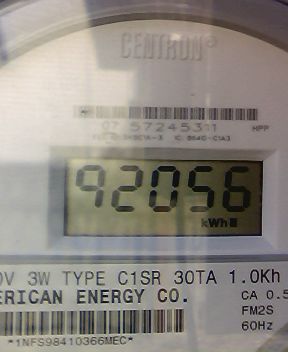 CENTRON®
07 57245311 HPP
92056
kWh
0V 3W TYPE C1SR 30TA 1.0Kh
ERICAN ENERGY CO. CA 0.5
FM2S
60Hz
*1NFS98410366MEC*